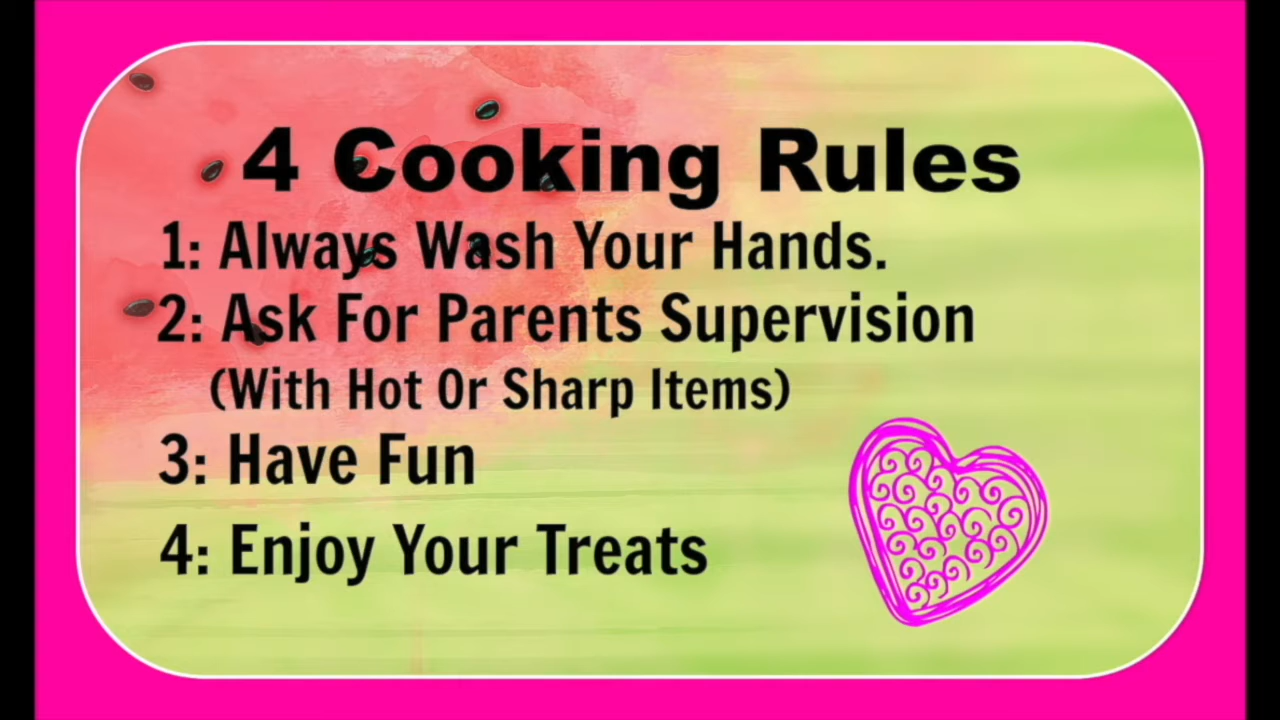 4 Cooking Rules
1: Always Wash Your Hands.
2: Ask For Parents Supervision
(With Hot Or Sharp Items)
3: Have Fun
4: Enjoy Your Treats